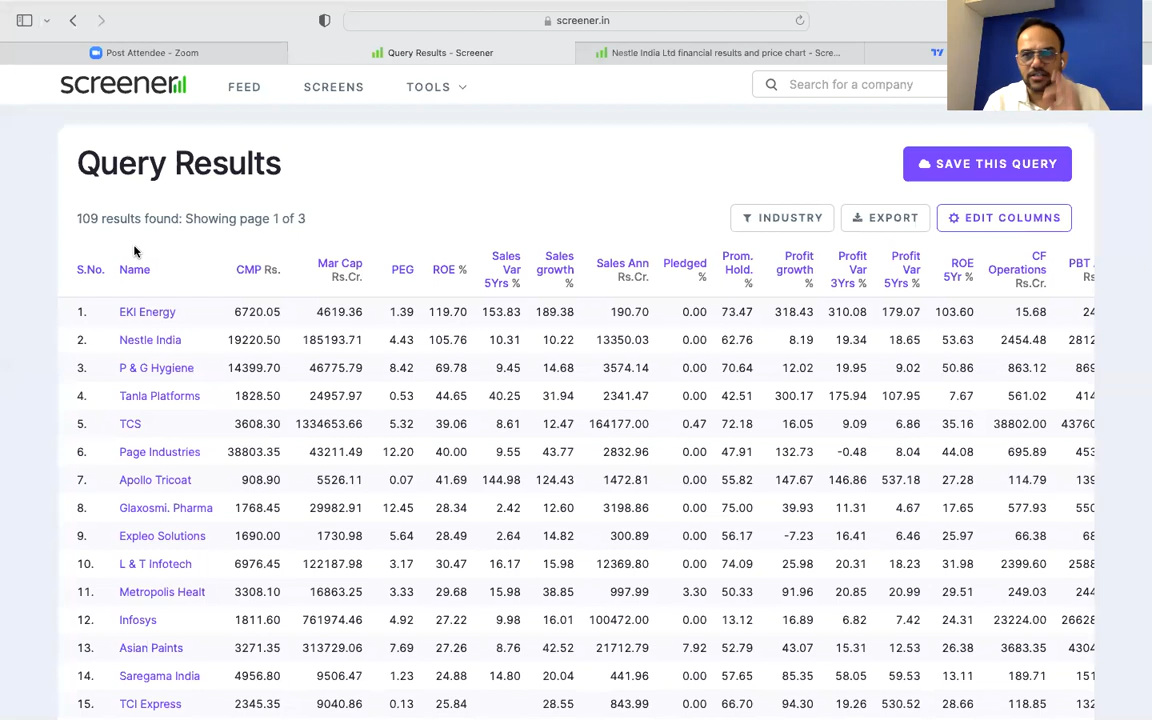 screener.in
Post Attendee - Zoom
Query Results - Screener
Nestle India Ltd financial results and price chart - Scre...
screener
FEED
SCREENS
TOOLS
Search for a company
Query Results
SAVE THIS QUERY
109 results found: Showing page 1 of 3
INDUSTRY
EXPORT
EDIT COLUMNS
S.No. Name CMP Rs. Mar Cap Rs.Cr. PEG ROE % Sales Var 5Yrs % Sales growth % Sales Ann Rs.Cr. Pledged % Prom. Hold. % Profit growth % Profit Var 3Yrs % Profit Var 5Yrs % ROE 5Yr % CF Operations Rs.Cr. PBT Rs
1. EKI Energy 6720.05 4619.36 1.39 119.70 153.83 189.38 190.70 0.00 73.47 318.43 310.08 179.07 103.60 15.68 24
2. Nestle India 19220.50 185193.71 4.43 105.76 10.31 10.22 13350.03 0.00 62.76 8.19 19.34 18.65 53.63 2454.48 2812
3. P & G Hygiene 14399.70 46775.79 8.42 69.78 9.45 14.68 3574.14 0.00 70.64 12.02 19.95 9.02 50.86 863.12 869
4. Tanla Platforms 1828.50 24957.97 0.53 44.65 40.25 31.94 2341.47 0.00 42.51 300.17 175.94 107.95 7.67 561.02 414
5. TCS 3608.30 1334653.66 5.32 39.06 8.61 12.47 164177.00 0.47 72.18 16.05 9.09 6.86 35.16 38802.00 43760
6. Page Industries 38803.35 43211.49 12.20 40.00 9.55 43.77 2832.96 0.00 47.91 132.73 -0.48 8.04 44.08 695.89 453
7. Apollo Tricoat 908.90 5526.11 0.07 41.69 144.98 124.43 1472.81 0.00 55.82 147.67 146.86 537.18 27.28 114.79 139
8. Glaxosmi. Pharma 1768.45 29982.91 12.45 28.34 2.42 12.60 3198.86 0.00 75.00 39.93 11.31 4.67 17.65 577.93 550
9. Expleo Solutions 1690.00 1730.98 5.64 28.49 2.64 14.82 300.89 0.00 56.17 -7.23 16.41 6.46 25.97 66.38 68
10. L & T Infotech 6976.45 122187.98 3.17 30.47 16.17 15.98 12369.80 0.00 74.09 25.98 20.31 18.23 31.98 2399.60 2588
11. Metropolis Healt 3308.10 16863.25 3.33 29.68 15.98 38.85 997.99 3.30 50.33 91.96 20.85 20.99 29.51 249.03 244
12. Infosys 1811.60 761974.46 4.92 27.22 9.98 16.01 100472.00 0.00 13.12 16.89 6.82 7.42 24.31 23224.00 26628
13. Asian Paints 3271.35 313729.06 7.69 27.26 8.76 42.52 21712.79 7.92 52.79 43.07 15.31 12.53 26.38 3683.35 4304
14. Saregama India 4956.80 9506.47 1.23 24.88 14.80 20.04 441.96 0.00 57.65 85.35 58.05 59.53 13.11 189.71 151
15. TCI Express 2345.35 9040.86 0.13 25.84 28.55 843.99 0.00 66.70 94.30 19.26 530.52 28.66 118.85 132